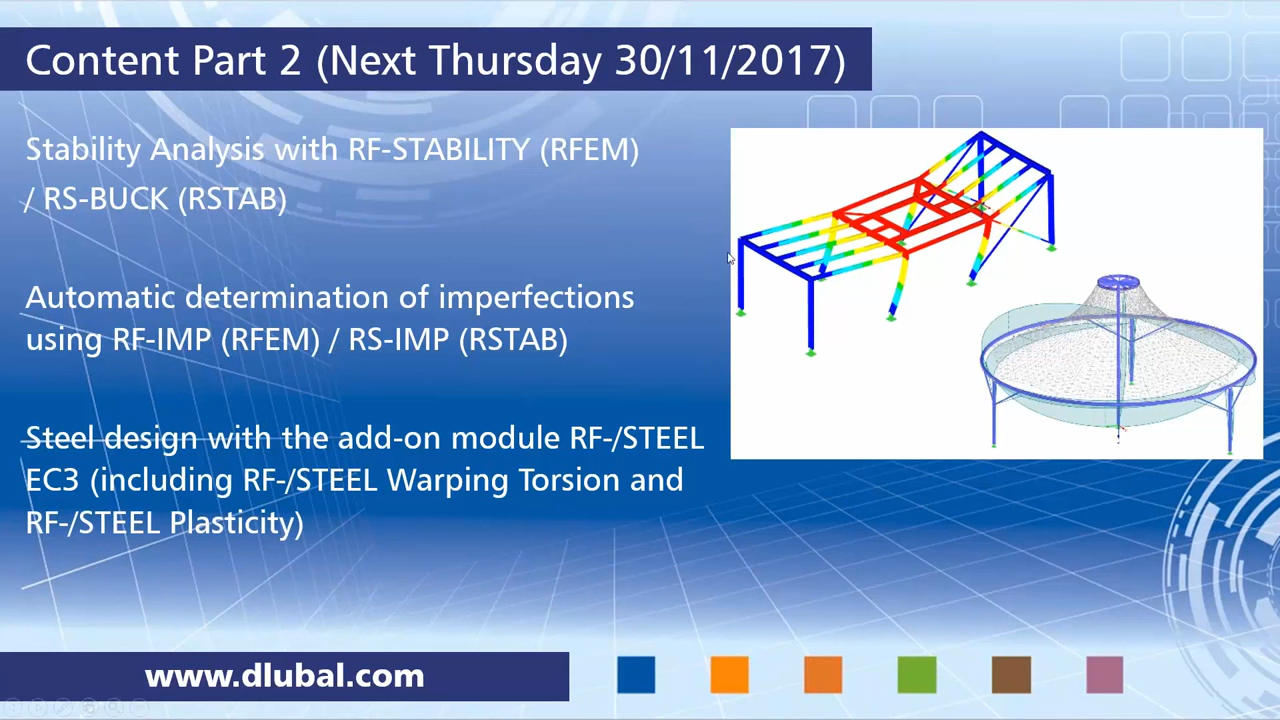 Content Part 2 (Next Thursday 30/11/2017)
Stability Analysis with RF-STABILITY (RFEM)
/ RS-BUCK (RSTAB)
Automatic determination of imperfections
using RF-IMP (RFEM) / RS-IMP (RSTAB)
Steel design with the add-on module RF-/STEEL
EC3 (including RF-/STEEL Warping Torsion and
RF-/STEEL Plasticity)
www.dlubal.com